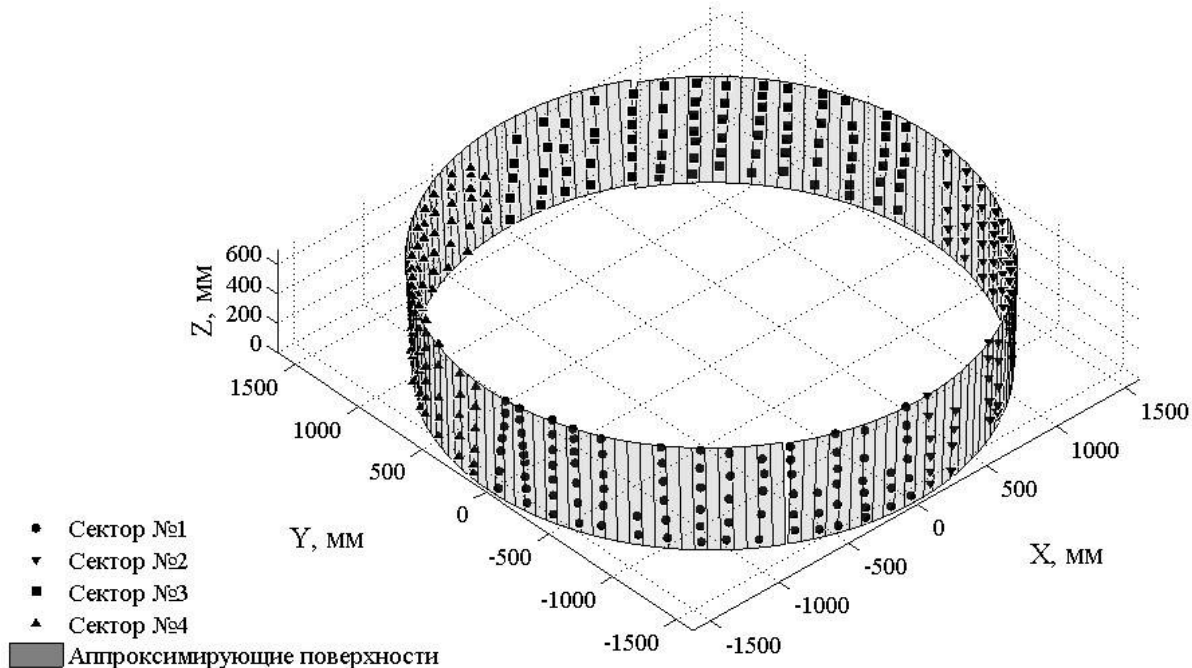 600
400
200
0
Z, мм
1500
1000
500
0
-500
-1000
-1500
Y, мм
1500
1000
500
0
-500
-1000
-1500
X, мм
Сектор №1
Сектор №2
Сектор №3
Сектор №4
Аппроксимирующие поверхности